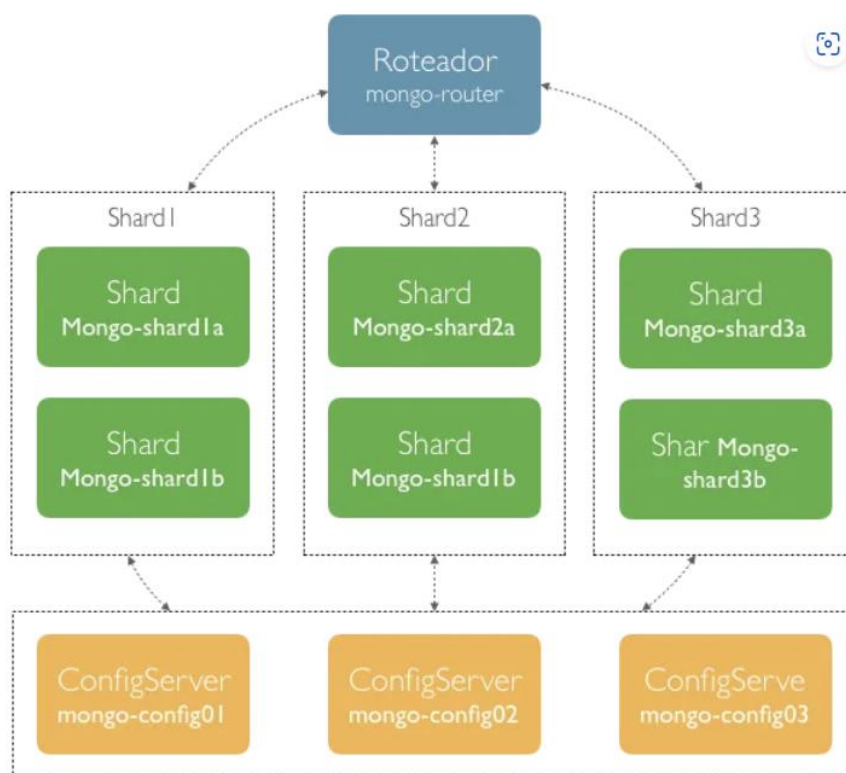 Roteador
mongo-router
Shard1
Shard2
Shard3
Shard
Mongo-shard1a
Shard
Mongo-shard2a
Shard
Mongo-shard3a
Shard
Mongo-shard1b
Shard
Mongo-shard1b
Shar Mongo-
shard3b
ConfigServer
mongo-config01
ConfigServer
mongo-config02
ConfigServe
mongo-config03